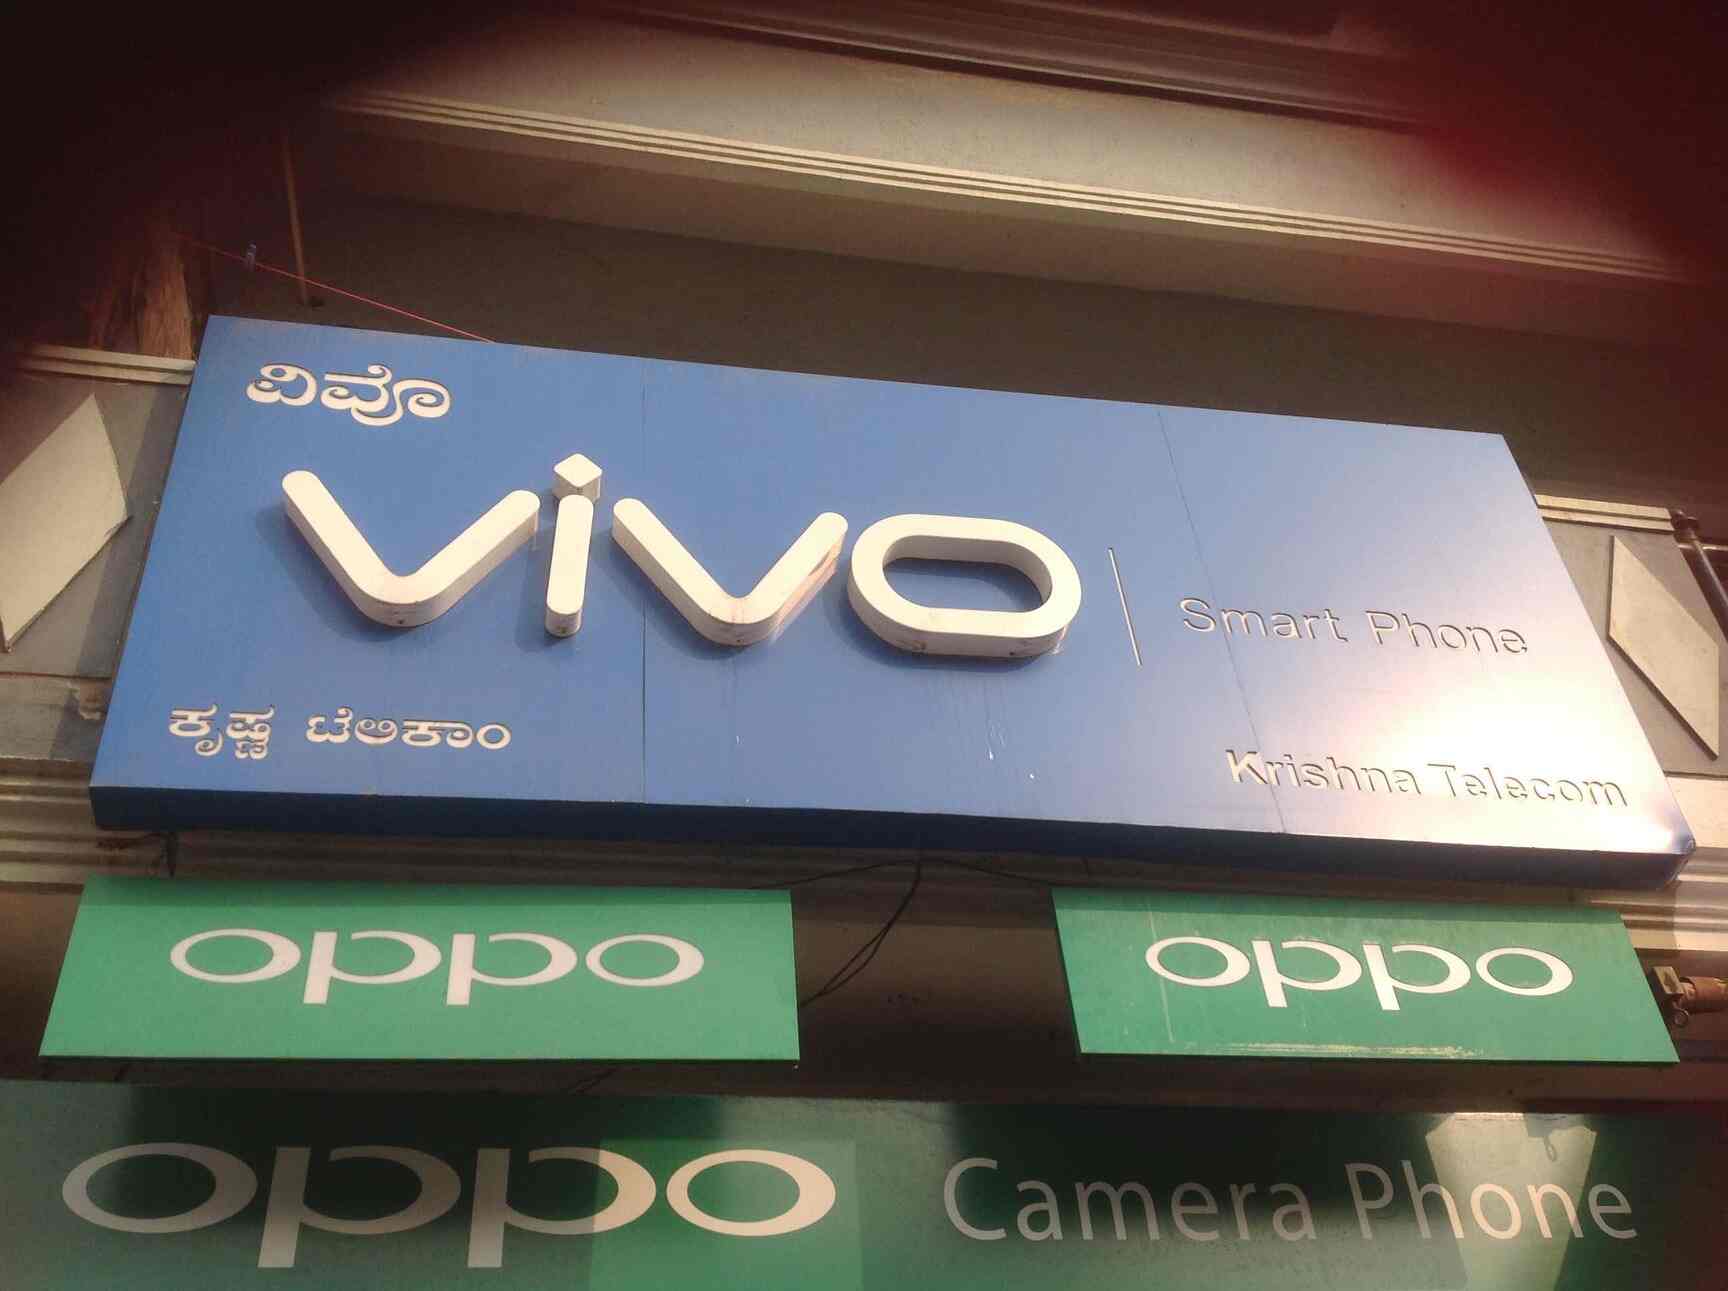 ವಿವೊ
vivo | Smart Phone
ಕೃಷ್ಣ ಟೆಲಿಕಾಂ Krishna Telecom
oppo oppo
oppo Camera Phone